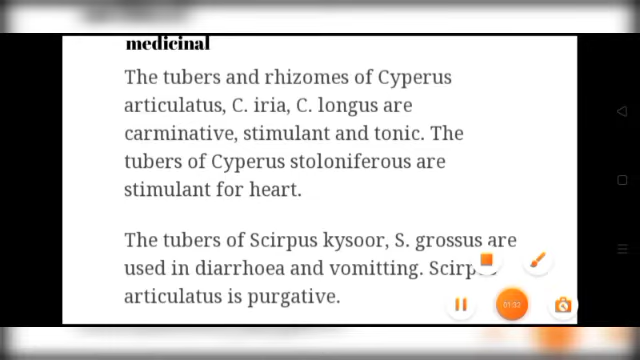 medicinal
The tubers and rhizomes of Cyperus
articulatus, C. iria, C. longus are
carminative, stimulant and tonic. The
tubers of Cyperus stoloniferous are
stimulant for heart.
The tubers of Scirpus kysoor, S. grossus are
used in diarrhoea and vomitting. Scirpus
articulatus is purgative.